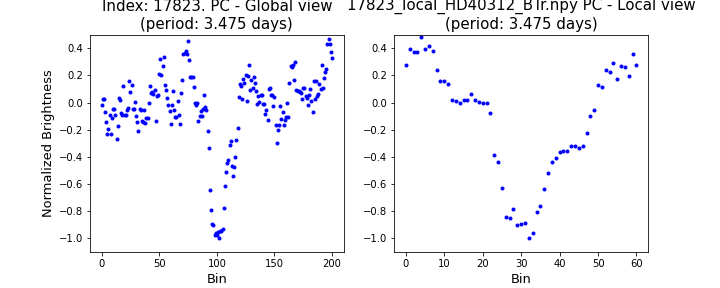 Index: 17823. PC - Global view
(period: 3.475 days)
17823_local_HD40312_BTr.npy PC - Local view
(period: 3.475 days)
Normalized Brightness
0.4
0.2
0.0
−0.2
−0.4
−0.6
−0.8
−1.0
0 50 100 150 200
Bin
0.4
0.2
0.0
−0.2
−0.4
−0.6
−0.8
−1.0
0 10 20 30 40 50 60
Bin